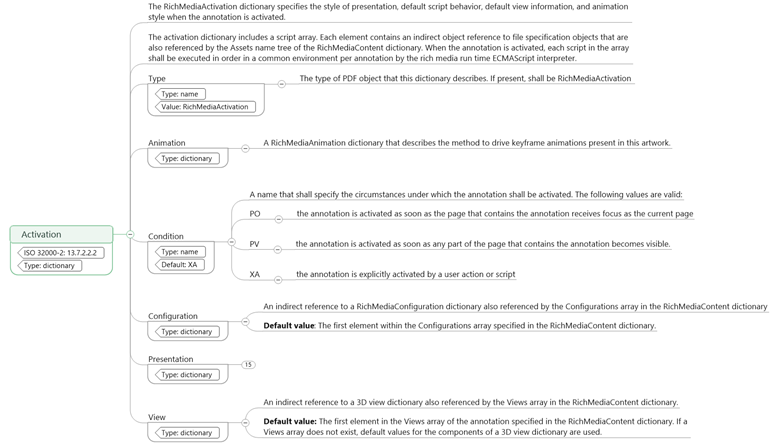 The RichMediaActivation dictionary specifies the style of presentation, default script behavior, default view information, and animation
style when the annotation is activated.
The activation dictionary includes a script array. Each element contains an indirect object reference to file specification objects that are
also referenced by the Assets name tree of the RichMediaContent dictionary. When the annotation is activated, each script in the array
shall be executed in order in a common environment per annotation by the rich media run time ECMAScript interpreter.
Type
Type: name
Value: RichMediaActivation
The type of PDF object that this dictionary describes. If present, shall be RichMediaActivation
Animation
Type: dictionary
A RichMediaAnimation dictionary that describes the method to drive keyframe animations present in this artwork.
Activation
ISO 32000-2: 13.7.2.2.2
Type: dictionary
Condition
Type: name
Default: XA
A name that shall specify the circumstances under which the annotation shall be activated. The following values are valid:
PO
the annotation is activated as soon as the page that contains the annotation receives focus as the current page
PV
the annotation is activated as soon as any part of the page that contains the annotation becomes visible.
XA
the annotation is explicitly activated by a user action or script
Configuration
Type: dictionary
An indirect reference to a RichMediaConfiguration dictionary also referenced by the Configurations array in the RichMediaContent dictionary
Default value: The first element within the Configurations array specified in the RichMediaContent dictionary.
Presentation
Type: dictionary
15
View
Type: dictionary
An indirect reference to a 3D view dictionary also referenced by the Views array in the RichMediaContent dictionary.
Default value: The first element in the Views array of the annotation specified in the RichMediaContent dictionary. If a
Views array does not exist, default values for the components of a 3D view dictionary are used.